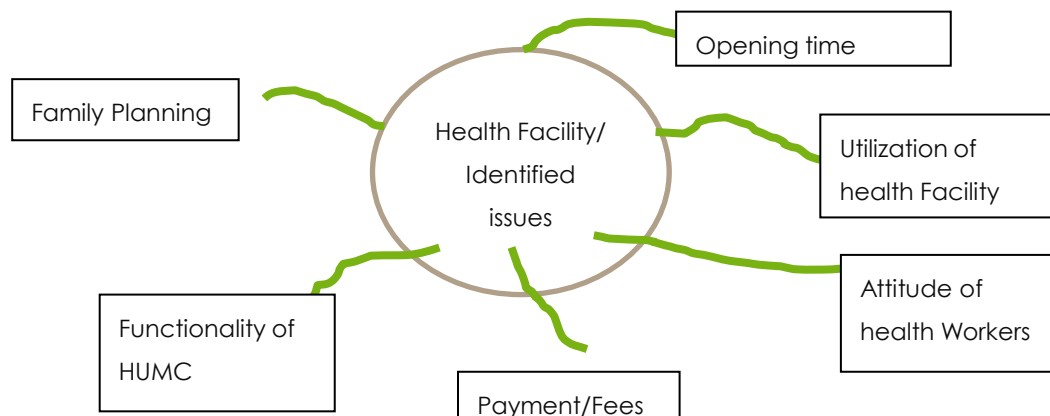 Opening time
Family Planning
Health Facility/
Identified
issues
Utilization of
health Facility
Attitude of
health Workers
Functionality of
HUMC
Payment/Fees